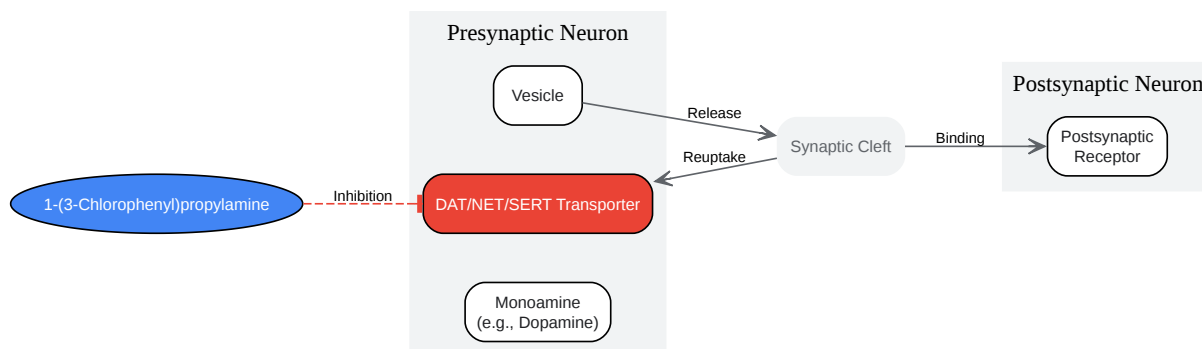 Presynaptic Neuron
Vesicle
Release
Postsynaptic Neuron
Synaptic Cleft
Binding
Postsynaptic
Receptor
Reuptake
1-(3-Chlorophenyl)propylamine
Inhibition
DAT/NET/SERT Transporter
Monoamine
(e.g., Dopamine)